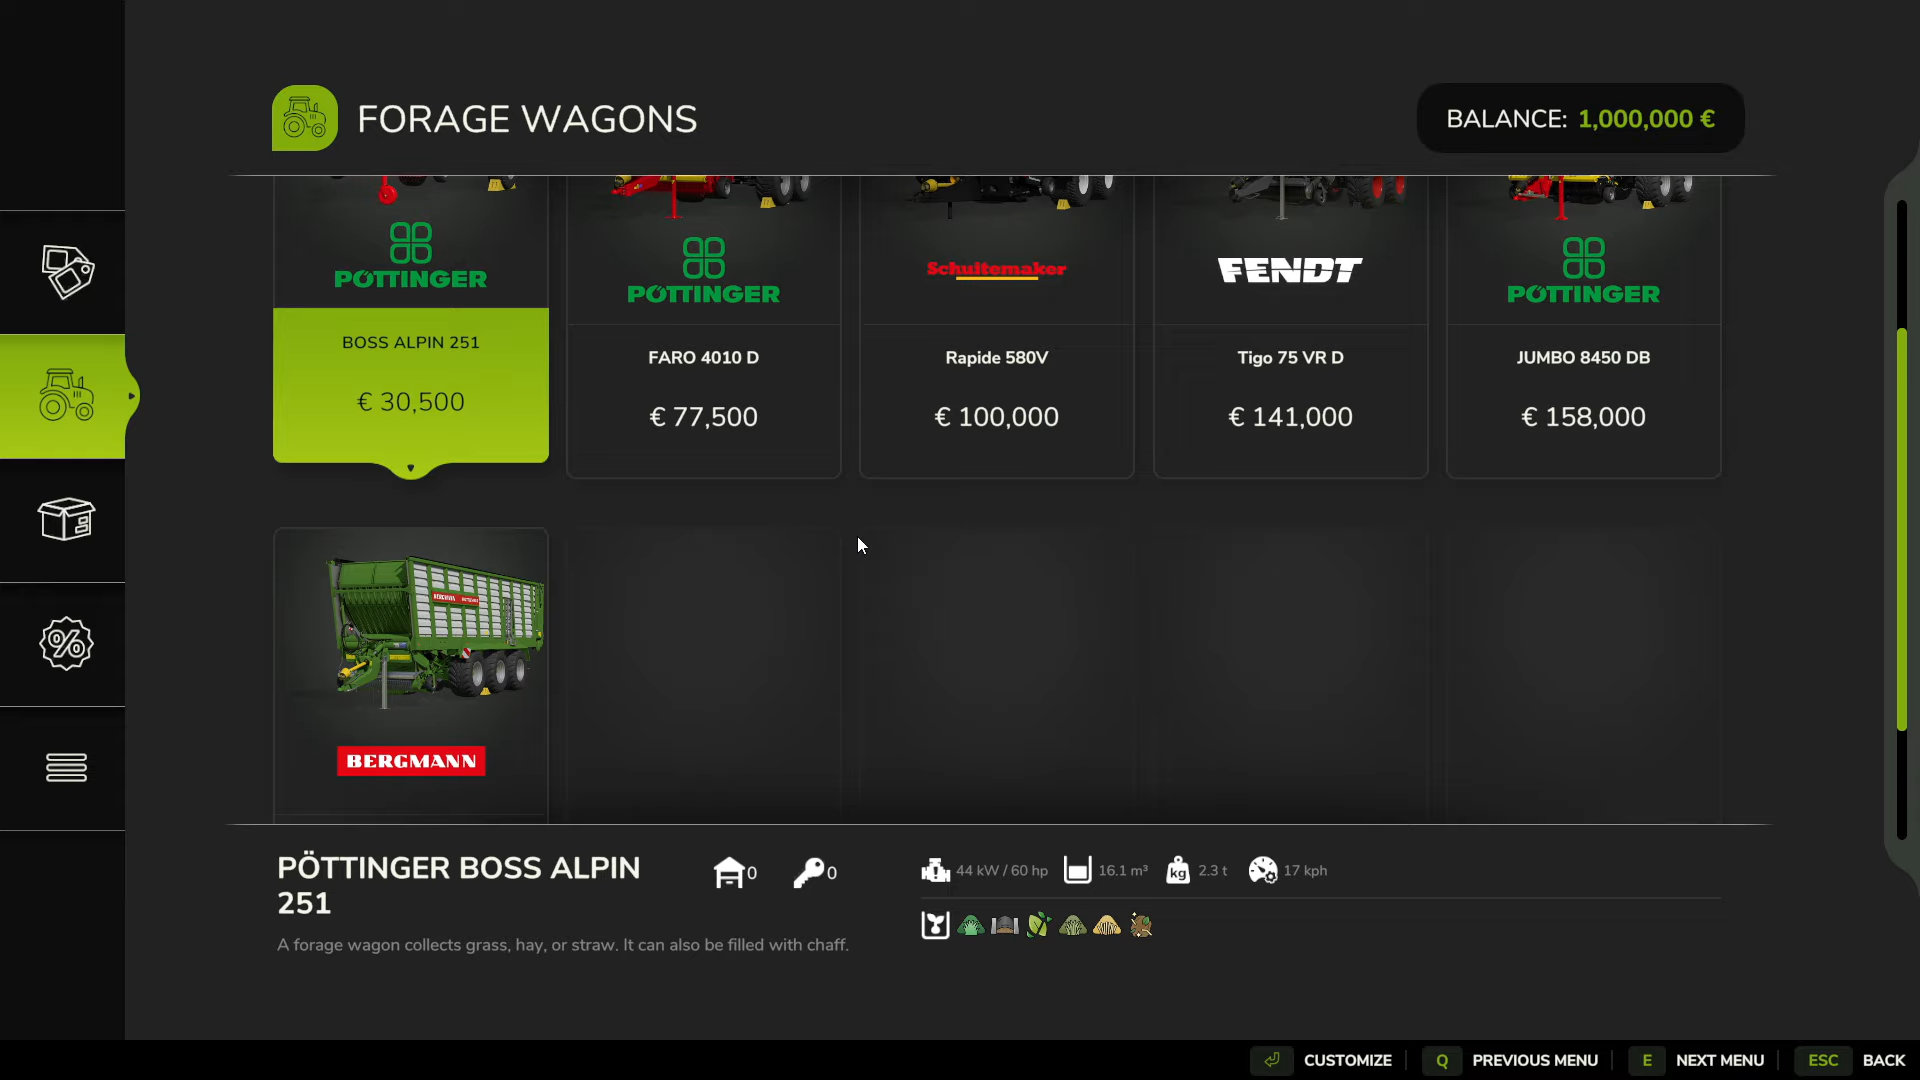 FORAGE WAGONS
BALANCE: 1,000,000 €
PÖTTINGER
PÖTTINGER
Schuitemaker
FENDT
PÖTTINGER
BOSS ALPIN 251
FARO 4010 D
Rapide 580V
Tigo 75 VR D
JUMBO 8450 DB
€ 30,500
€ 77,500
€ 100,000
€ 141,000
€ 158,000
BERGMANN
BERGMANN
PÖTTINGER BOSS ALPIN
251
0
0
44 kW / 60 hp
kg
16.1 m³
2.3 t
17 kph
A forage wagon collects grass, hay, or straw. It can also be filled with chaff.
CUSTOMIZE
Q PREVIOUS MENU
E NEXT MENU
ESC BACK